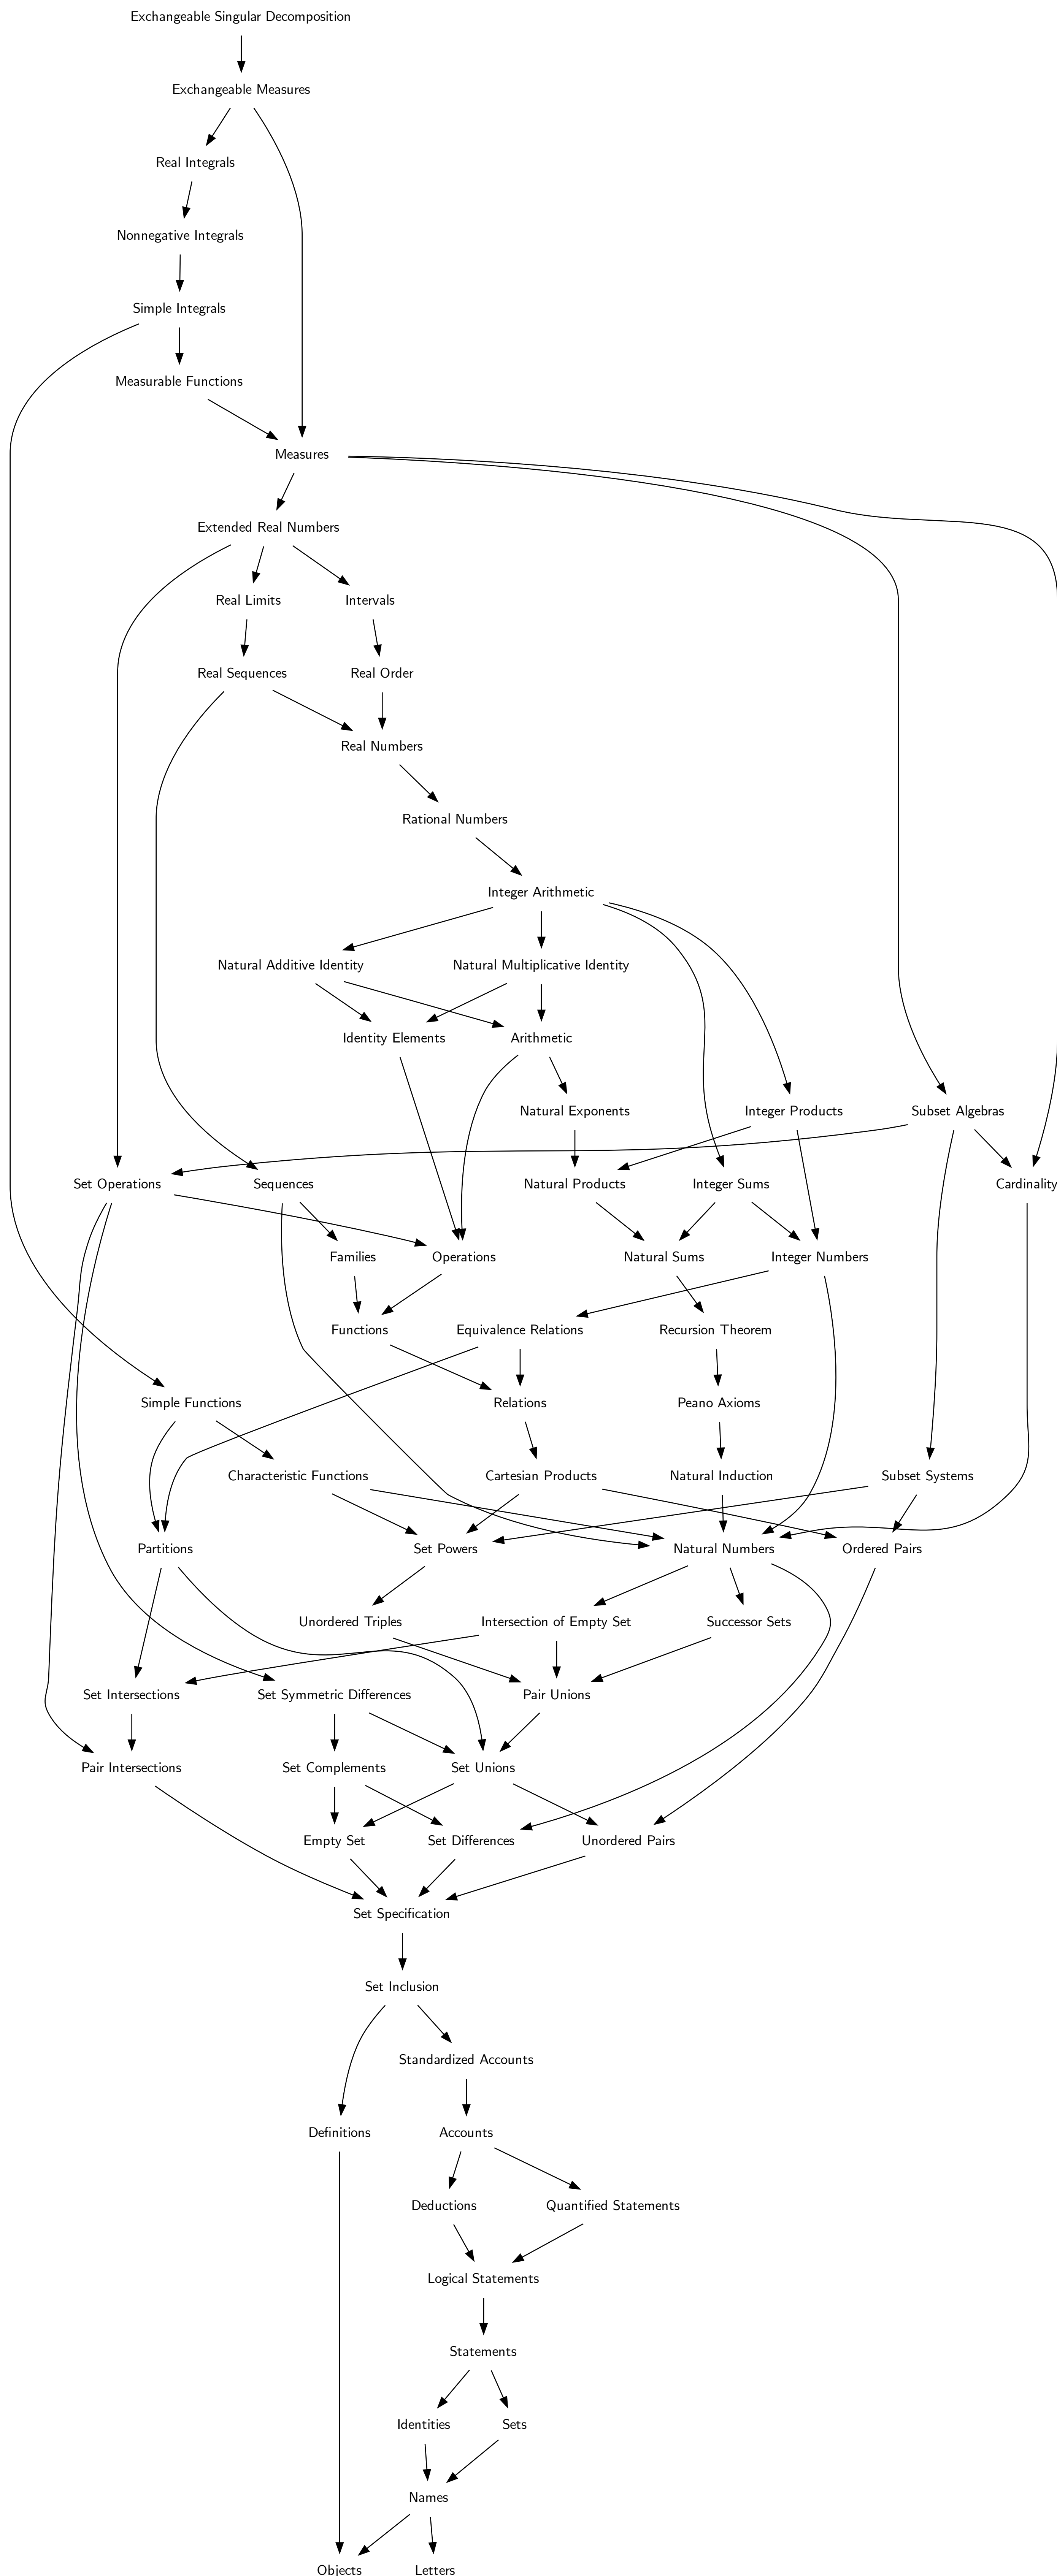 Exchangeable Singular Decomposition
Exchangeable Measures
Real Integrals
Nonnegative Integrals
Simple Integrals
Measurable Functions
Measures
Extended Real Numbers
Real Limits
Intervals
Real Sequences
Real Order
Real Numbers
Rational Numbers
Integer Arithmetic
Natural Additive Identity
Natural Multiplicative Identity
Identity Elements
Arithmetic
Natural Exponents
Integer Products
Subset Algebras
Set Operations
Sequences
Natural Products
Integer Sums
Cardinality
Families
Operations
Natural Sums
Integer Numbers
Functions
Equivalence Relations
Recursion Theorem
Simple Functions
Relations
Peano Axioms
Characteristic Functions
Cartesian Products
Natural Induction
Subset Systems
Partitions
Set Powers
Natural Numbers
Ordered Pairs
Unordered Triples
Intersection of Empty Set
Successor Sets
Set Intersections
Set Symmetric Differences
Pair Unions
Pair Intersections
Set Complements
Set Unions
Empty Set
Set Differences
Unordered Pairs
Set Specification
Set Inclusion
Standardized Accounts
Definitions
Accounts
Deductions
Quantified Statements
Logical Statements
Statements
Identities
Sets
Names
Objects
Letters